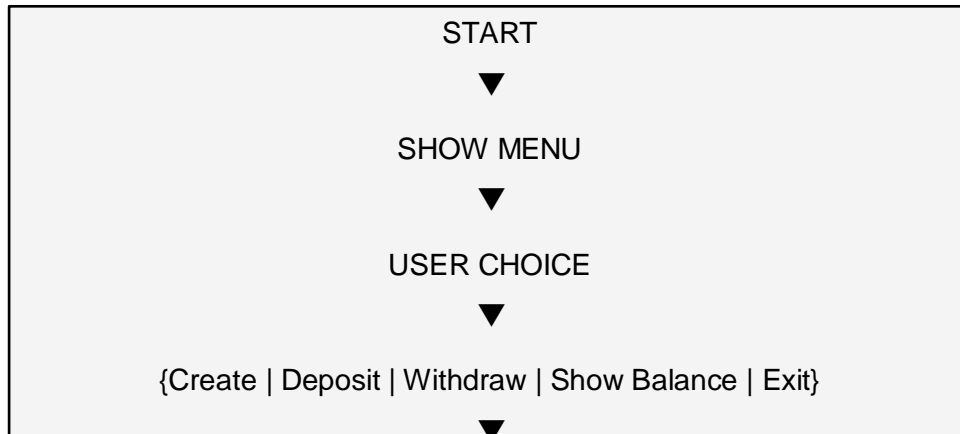 START
▼
SHOW MENU
▼
USER CHOICE
▼
{Create | Deposit | Withdraw | Show Balance | Exit}
▼